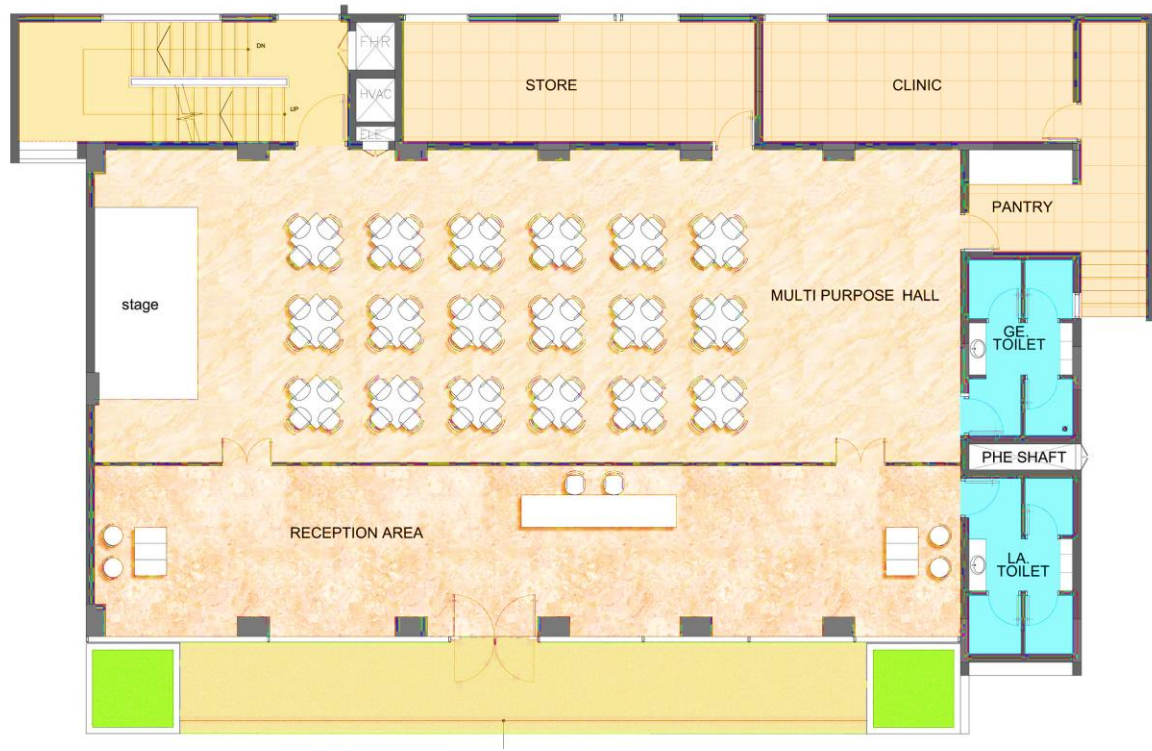 DN
UP
FHR
HVAC
ELE
STORE
CLINIC
PANTRY
stage
MULTI PURPOSE HALL
GE.
TOILET
PHE SHAFT
RECEPTION AREA
LA.
TOILET